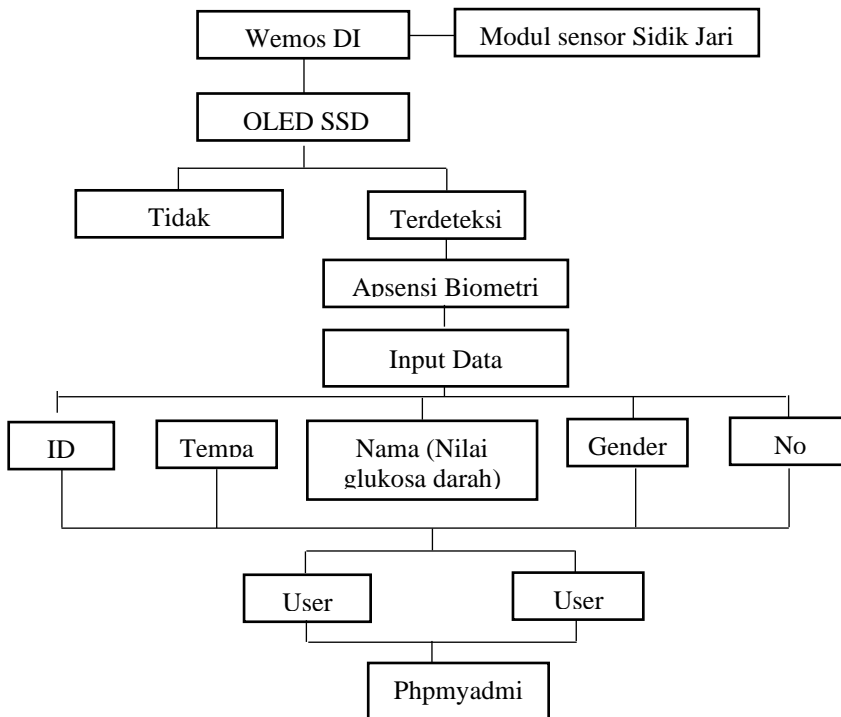 Wemos DI
Modul sensor Sidik Jari
OLED SSD
Tidak
Terdeteksi
Apsensi Biometri
Input Data
ID
Tempa
Nama (Nilai
glukosa darah)
Gender
No
User
User
Phpmyadmi